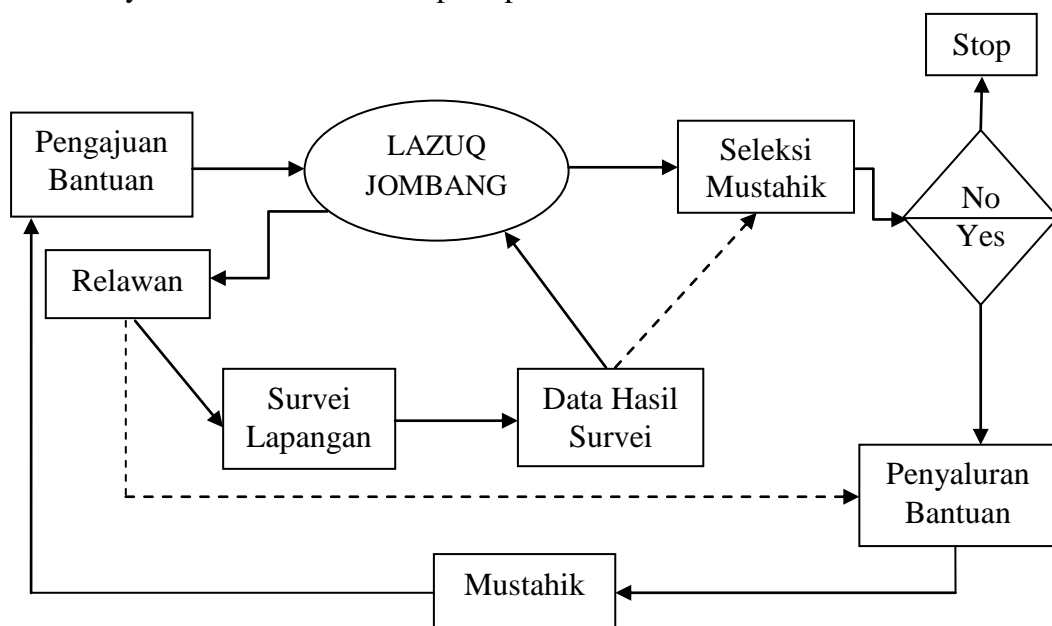 Stop
Pengajuan
Bantuan
LAZUQ
JOMBANG
Seleksi
Mustahik
No
Yes
Relawan
Survei
Lapangan
Data Hasil
Survei
Penyaluran
Bantuan
Mustahik